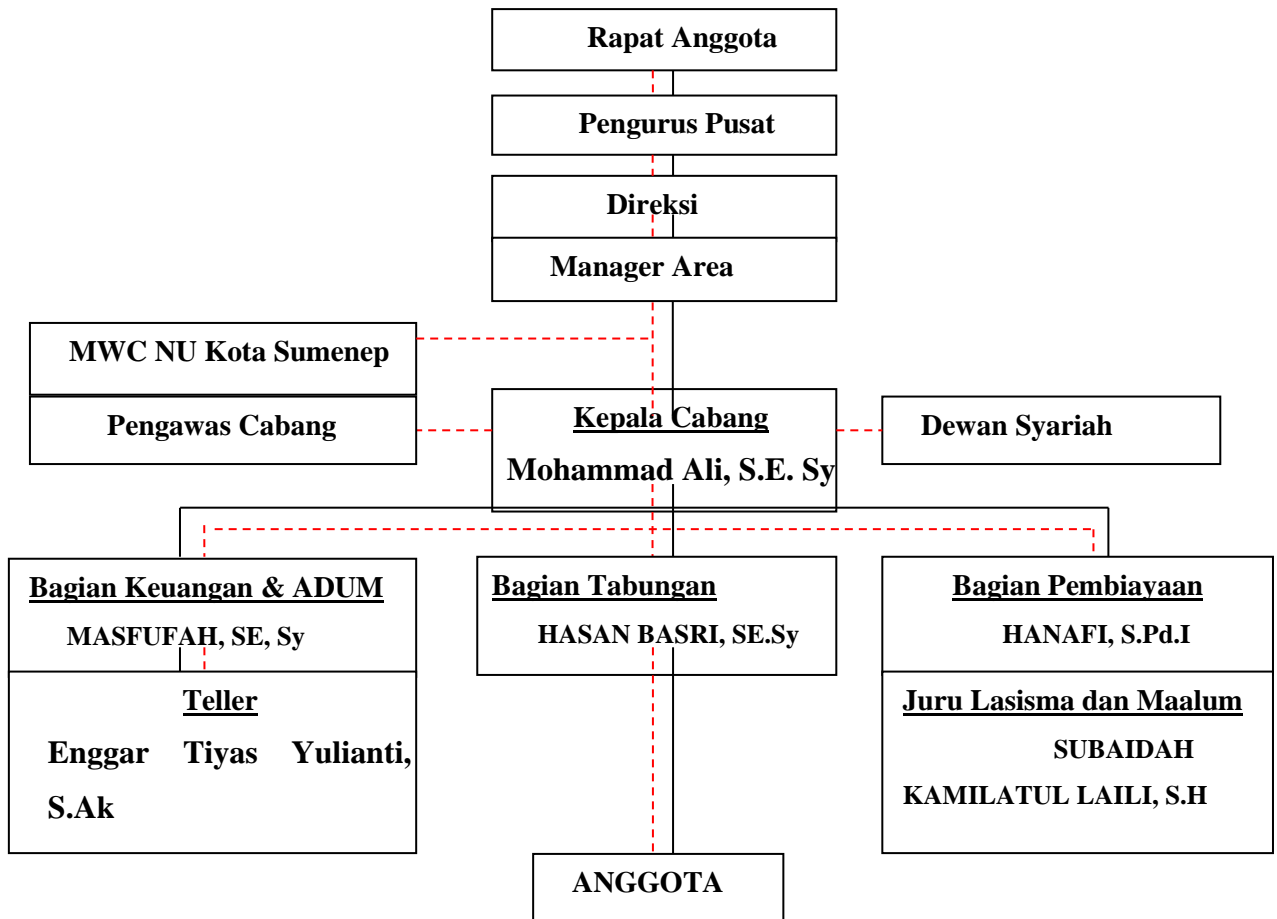 Rapat Anggota
Pengurus Pusat
Direksi
Manager Area
MWC NU Kota Sumenep
Pengawas Cabang
Kepala Cabang
Mohammad Ali, S.E. Sy
Dewan Syariah
Bagian Keuangan & ADUM
MASFUFAH, SE, Sy
Bagian Tabungan
HASAN BASRI, SE.Sy
Bagian Pembiayaan
HANAFI, S.Pd.I
Teller
Enggar Tiyas Yulianti,
S.Ak
Juru Lasisma dan Maalum
SUBAIDAH
KAMILATUL LAILI, S.H
ANGGOTA